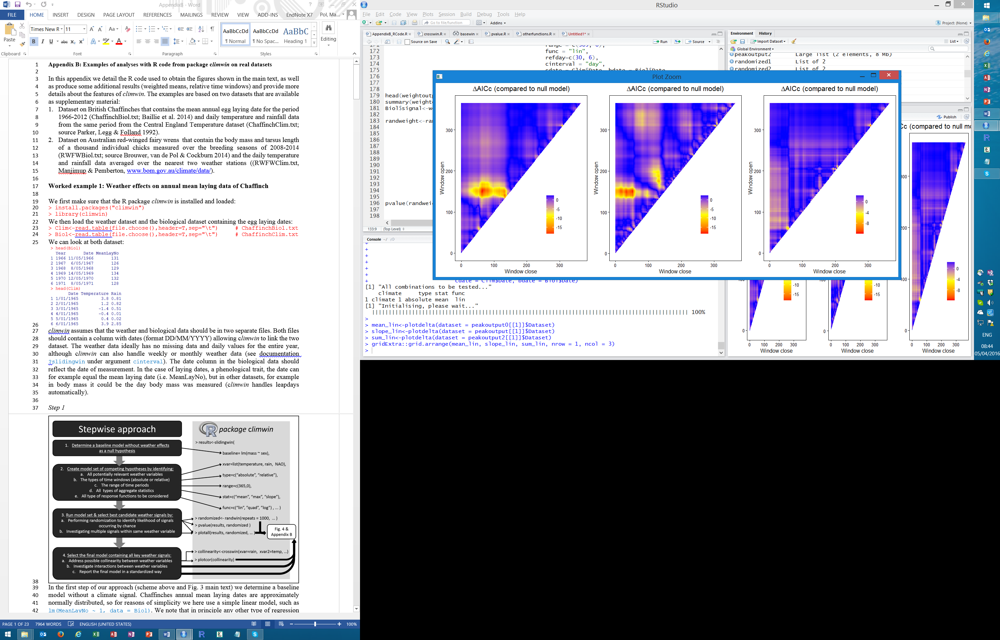 AppendixB - Word
FILE HOME INSERT DESIGN PAGE LAYOUT REFERENCES MAILINGS REVIEW VIEW ADD-INS EndNote X7 Pol, Ma...
Times New R 11
Paste
AaBbCcDd AaBbCcDd AaBbC
¶ Normal ¶ No Spac... Heading 1
Editing
Clipboard Font Paragraph Styles
1 Appendix B: Examples of analyses with R code from package climwin on real datasets
2
3 In this appendix we detail the R code used to obtain the figures shown in the main text, as well
4 as produce some additional results (weighted means, relative time windows) and provide more
5 details about the features of climwin. The examples are based on two datasets that are available
6 as supplementary material:
7 1. Dataset on British Chaffinches that contains the mean annual egg laying date for the period
8 1966-2012 (ChaffinchBiol.txt; Baillie et al. 2014) and daily temperature and rainfall data
9 from the same period from the Central England Temperature dataset (ChaffinchClim.txt;
10 source Parker, Legg & Folland 1992).
11 2. Dataset on Australian red-winged fairy wrens that contain the body mass and tarsus length
12 of a thousand individual chicks measured over the breeding seasons of 2008-2014
13 (RWFWBiol.txt; source Brouwer, van de Pol & Cockburn 2014) and the daily temperature
14 and rainfall data averaged over the nearest two weather stations ((RWFWClim.txt,
15 Manjimup & Pemberton, www.bom.gov.au/climate/data/).
16
17 Worked example 1: Weather effects on annual mean laying data of Chaffinch
18
19 We first make sure that the R package climwin is installed and loaded:
20 > install.packages("climwin")
21 > library(climwin)
22 We then load the weather dataset and the biological dataset containing the egg laying dates:
23 > Clim<-read.table(file.choose(),header=T,sep="\t") # ChaffinchBiol.txt
24 > Biol<-read.table(file.choose(),header=T,sep="\t") # ChaffinchClim.txt
25 We can look at both dataset:
> head(Biol)
Year Date MeanLayNo
1 1966 11/05/1966 131
2 1967 6/05/1967 126
3 1968 8/05/1968 129
4 1969 14/05/1969 134
5 1970 12/05/1970 132
6 1971 8/05/1971 128
> head(Clim)
Date Temperature Rain
1 1/01/1965 3.8 0.81
2 2/01/1965 1.2 0.82
3 3/01/1965 -1.4 0.51
4 4/01/1965 -0.4 0.01
5 5/01/1965 0.4 0.02
6 6/01/1965 3.9 2.85
26
27 climwin assumes that the weather and biological data should be in two separate files. Both files
28 should contain a column with dates (format DD/MM/YYYY) allowing climwin to link the two
29 dataset. The weather data ideally has no missing data and daily values for the entire year,
30 although climwin can also handle weekly or monthly weather data (see documentation
31 ?slidingwin under argument cinterval). The date column in the biological data should
32 reflect the date of measurement. In the case of laying dates, a phenological trait, the date can
33 for example equal the mean laying date (i.e. MeanLayNo), but in other datasets, for example
34 in body mass it could be the day body mass was measured (climwin handles leapdays
35 automatically).
36
37 Step 1
Stepwise approach
1. Determine a baseline model without weather effects
as a null hypothesis
2. Create model set of competing hypotheses by identifying:
a. All potentially relevant weather variables
b. The types of time windows (absolute or relative)
c. The range of time periods
d. All types of aggregate statistics
e. All type of response functions to be considered
3. Run model set & select best candidate weather signals by:
a. Performing randomization to identify likelihood of signals
occurring by chance
b. Investigating multiple signals within same weather variable
4. Select the final model containing all key weather signals:
a. Address possible collinearity between weather variables
b. Investigate interactions between weather variables
c. Report the final model in a standardized way
R package climwin
> results<-slidingwin(
baseline= lm(mass ~ sex),
xvar=list(temperature, rain, NAO),
type=c("absolute", "relative"),
range=c(365,0),
stat=c("mean", "max", "slope"),
func=c("lin", "quad", "log") , ... )
> randomized<- randwin(repeats = 1000, ... )
> pvalue(results, randomized )
> plotall(results, randomized, ... )
Fig. 4 &
Appendix B
> collinearity<-crosswin(xvar=rain, xvar2=temp, ...)
> plotcor(collinearity)
38
39 In the first step of our approach (scheme above and Fig. 3 main text) we determine a baseline
40 model without a climate signal. Chaffinches annual mean laying dates are approximately
41 normally distributed, so for reasons of simplicity we here use a simple linear model, such as
42 lm(MeanLayNo ~ 1, data = Biol). We note that in principle any other type of regression
PAGE 1 OF 23 7964 WORDS ENGLISH (UNITED STATES) 100%
RStudio
File Edit Code View Plots Session Build Debug Tools Help
Go to file/function Addins Project: (None)
AppendixB_RCode.R crosswin.R basewin pvalue.R otherfunctions.R Untitled1*
Source on Save Run Source
172 func = "lin",
173 refday=c(30, 6),
174 cinterval = "day",
175 cdate = Clim$Date, bdate = Biol$Date
176
177
178
179 head(weightoutp
180 summary(weighto
181 Biol$signal<-we
182
183 randweight<-ran
184
185
186
187
188
189
190
191
192
193
194
195
196 pvalue(randweig
197
198
133:9 (Top Level)
Environment History
Import Dataset List
Global Environment
peakoutput2 Large list (2 elements, 8 Mb)
randomized1 List of 2
randomized2 List of 2
Publish
Cc (compared to null mo
Plot Zoom
ΔAICc (compared to null model) ΔAICc (compared to null model) ΔAICc (compared to null model)
Window open
300
200
100
0
0 -5 -10 -15
0 100 200 300
Window close
Window open
300
200
100
0
0 -5 -10 -15
0 100 200 300
Window close
Window open
300
200
100
0
0 -4 -8
0 100 200 300
Window close
Console ~/
+
+
+
+
+
+
+ cdate = Clim$Date, bdate = Biol$Date)
[1] "All combinations to be tested..."
climate type stat func
1 climate 1 absolute mean lin
[1] "Initialising, please wait..."
100%
>
> mean_lin<-plotdelta(dataset = peakoutput0[[1]]$Dataset)
> slope_lin<-plotdelta(dataset = peakoutput[[1]]$Dataset)
> sum_lin<-plotdelta(dataset = peakoutput2[[1]]$Dataset)
> gridExtra::grid.arrange(mean_lin, slope_lin, sum_lin, nrow = 1, ncol = 3)
>
-10 -15
0
0 100 200 300
Window close
-10 -15
0
0 100 200 300
Window close
0 -4 -8
0
0 100 200 300
Window close
ENG
08:44
05/04/2016